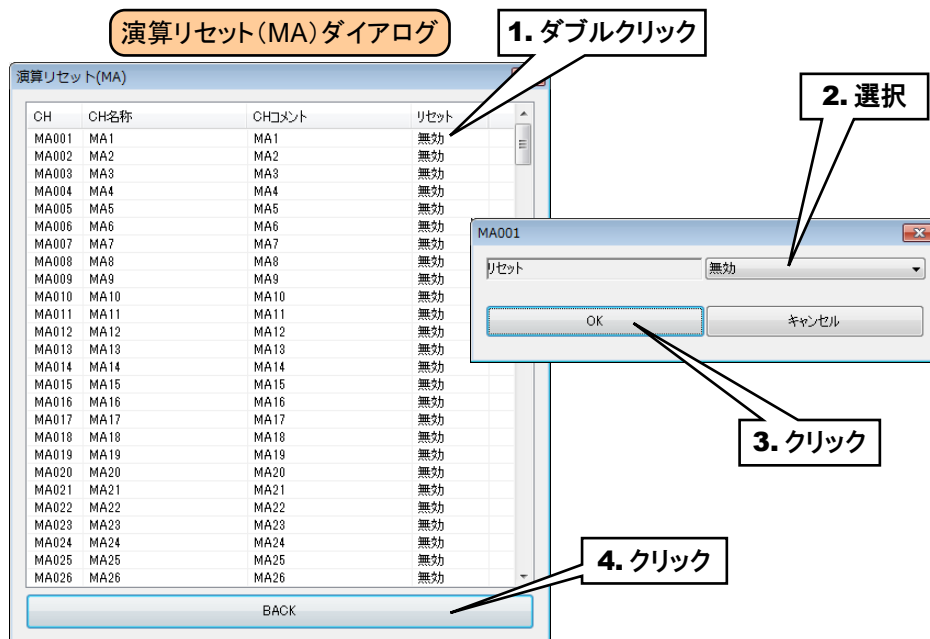 演算リセット(MA)ダイアログ
1. ダブルクリック
演算リセット(MA)
2. 選択
CH CH名称 CHコメント リセット
MA001 MA1 MA1 無効
MA002 MA2 MA2 無効
MA003 MA3 MA3 無効
MA004 MA4 MA4 無効
MA005 MA5 MA5 無効
MA006 MA6 MA6 無効
MA007 MA7 MA7 無効
MA008 MA8 MA8 無効
MA009 MA9 MA9 無効
MA010 MA10 MA10 無効
MA011 MA11 MA11 無効
MA012 MA12 MA12 無効
MA013 MA13 MA13 無効
MA014 MA14 MA14 無効
MA015 MA15 MA15 無効
MA016 MA16 MA16 無効
MA017 MA17 MA17 無効
MA018 MA18 MA18 無効
MA019 MA19 MA19 無効
MA020 MA20 MA20 無効
MA021 MA21 MA21 無効
MA022 MA22 MA22 無効
MA023 MA23 MA23 無効
MA024 MA24 MA24 無効
MA025 MA25 MA25 無効
MA026 MA26 MA26 無効
BACK
MA001
リセット 無効
OK キャンセル
3. クリック
4. クリック